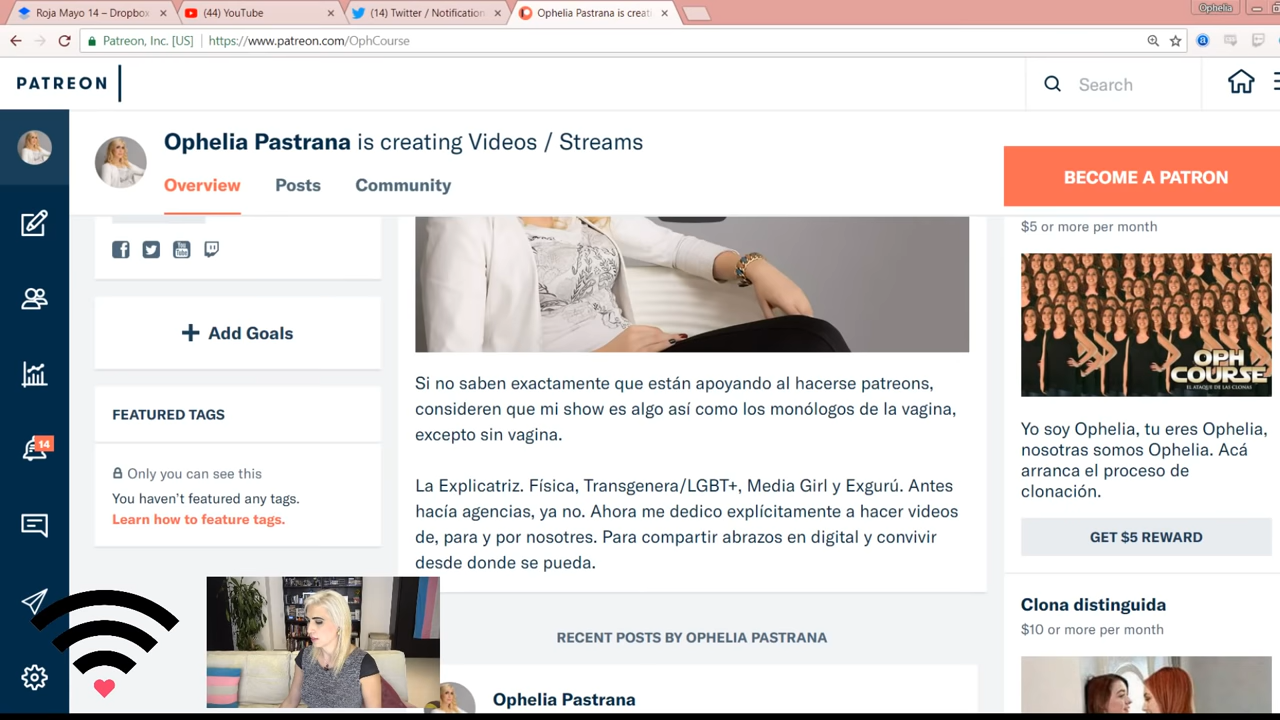 Roja Mayo 14 – Dropbox
(44) YouTube
(14) Twitter / Notification
Ophelia Pastrana is creati
Ophelia
Patreon, Inc. [US]
https://www.patreon.com/OphCourse
PATREON
Search
Ophelia Pastrana is creating Videos / Streams
Overview
Posts
Community
BECOME A PATRON
$5 or more per month
OPH
COURSE
EL ATAQUE DE LAS CLONAS
Yo soy Ophelia, tu eres Ophelia,
nosotras somos Ophelia. Acá
arranca el proceso de
clonación.
GET $5 REWARD
Clona distinguida
$10 or more per month
+ Add Goals
FEATURED TAGS
Only you can see this
You haven’t featured any tags.
Learn how to feature tags.
14
Si no saben exactamente que están apoyando al hacerse patreons,
consideren que mi show es algo así como los monólogos de la vagina,
excepto sin vagina.
La Explicatriz. Física, Transgenera/LGBT+, Media Girl y Exgurú. Antes
hacía agencias, ya no. Ahora me dedico explícitamente a hacer videos
de, para y por nosotres. Para compartir abrazos en digital y convivir
desde donde se pueda.
RECENT POSTS BY OPHELIA PASTRANA
Ophelia Pastrana